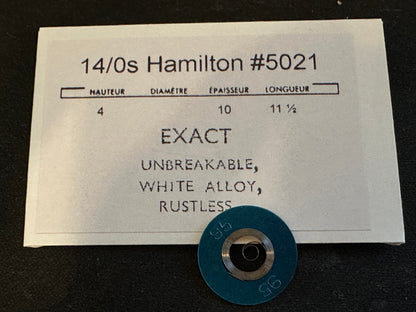 14/0s Hamilton #5021
HAUTEUR DIAMÈTRE ÉPAISSEUR LONGUEUR
4 10 11 ½
EXACT
UNBREAKABLE,
WHITE ALLOY,
RUSTLESS
95
95